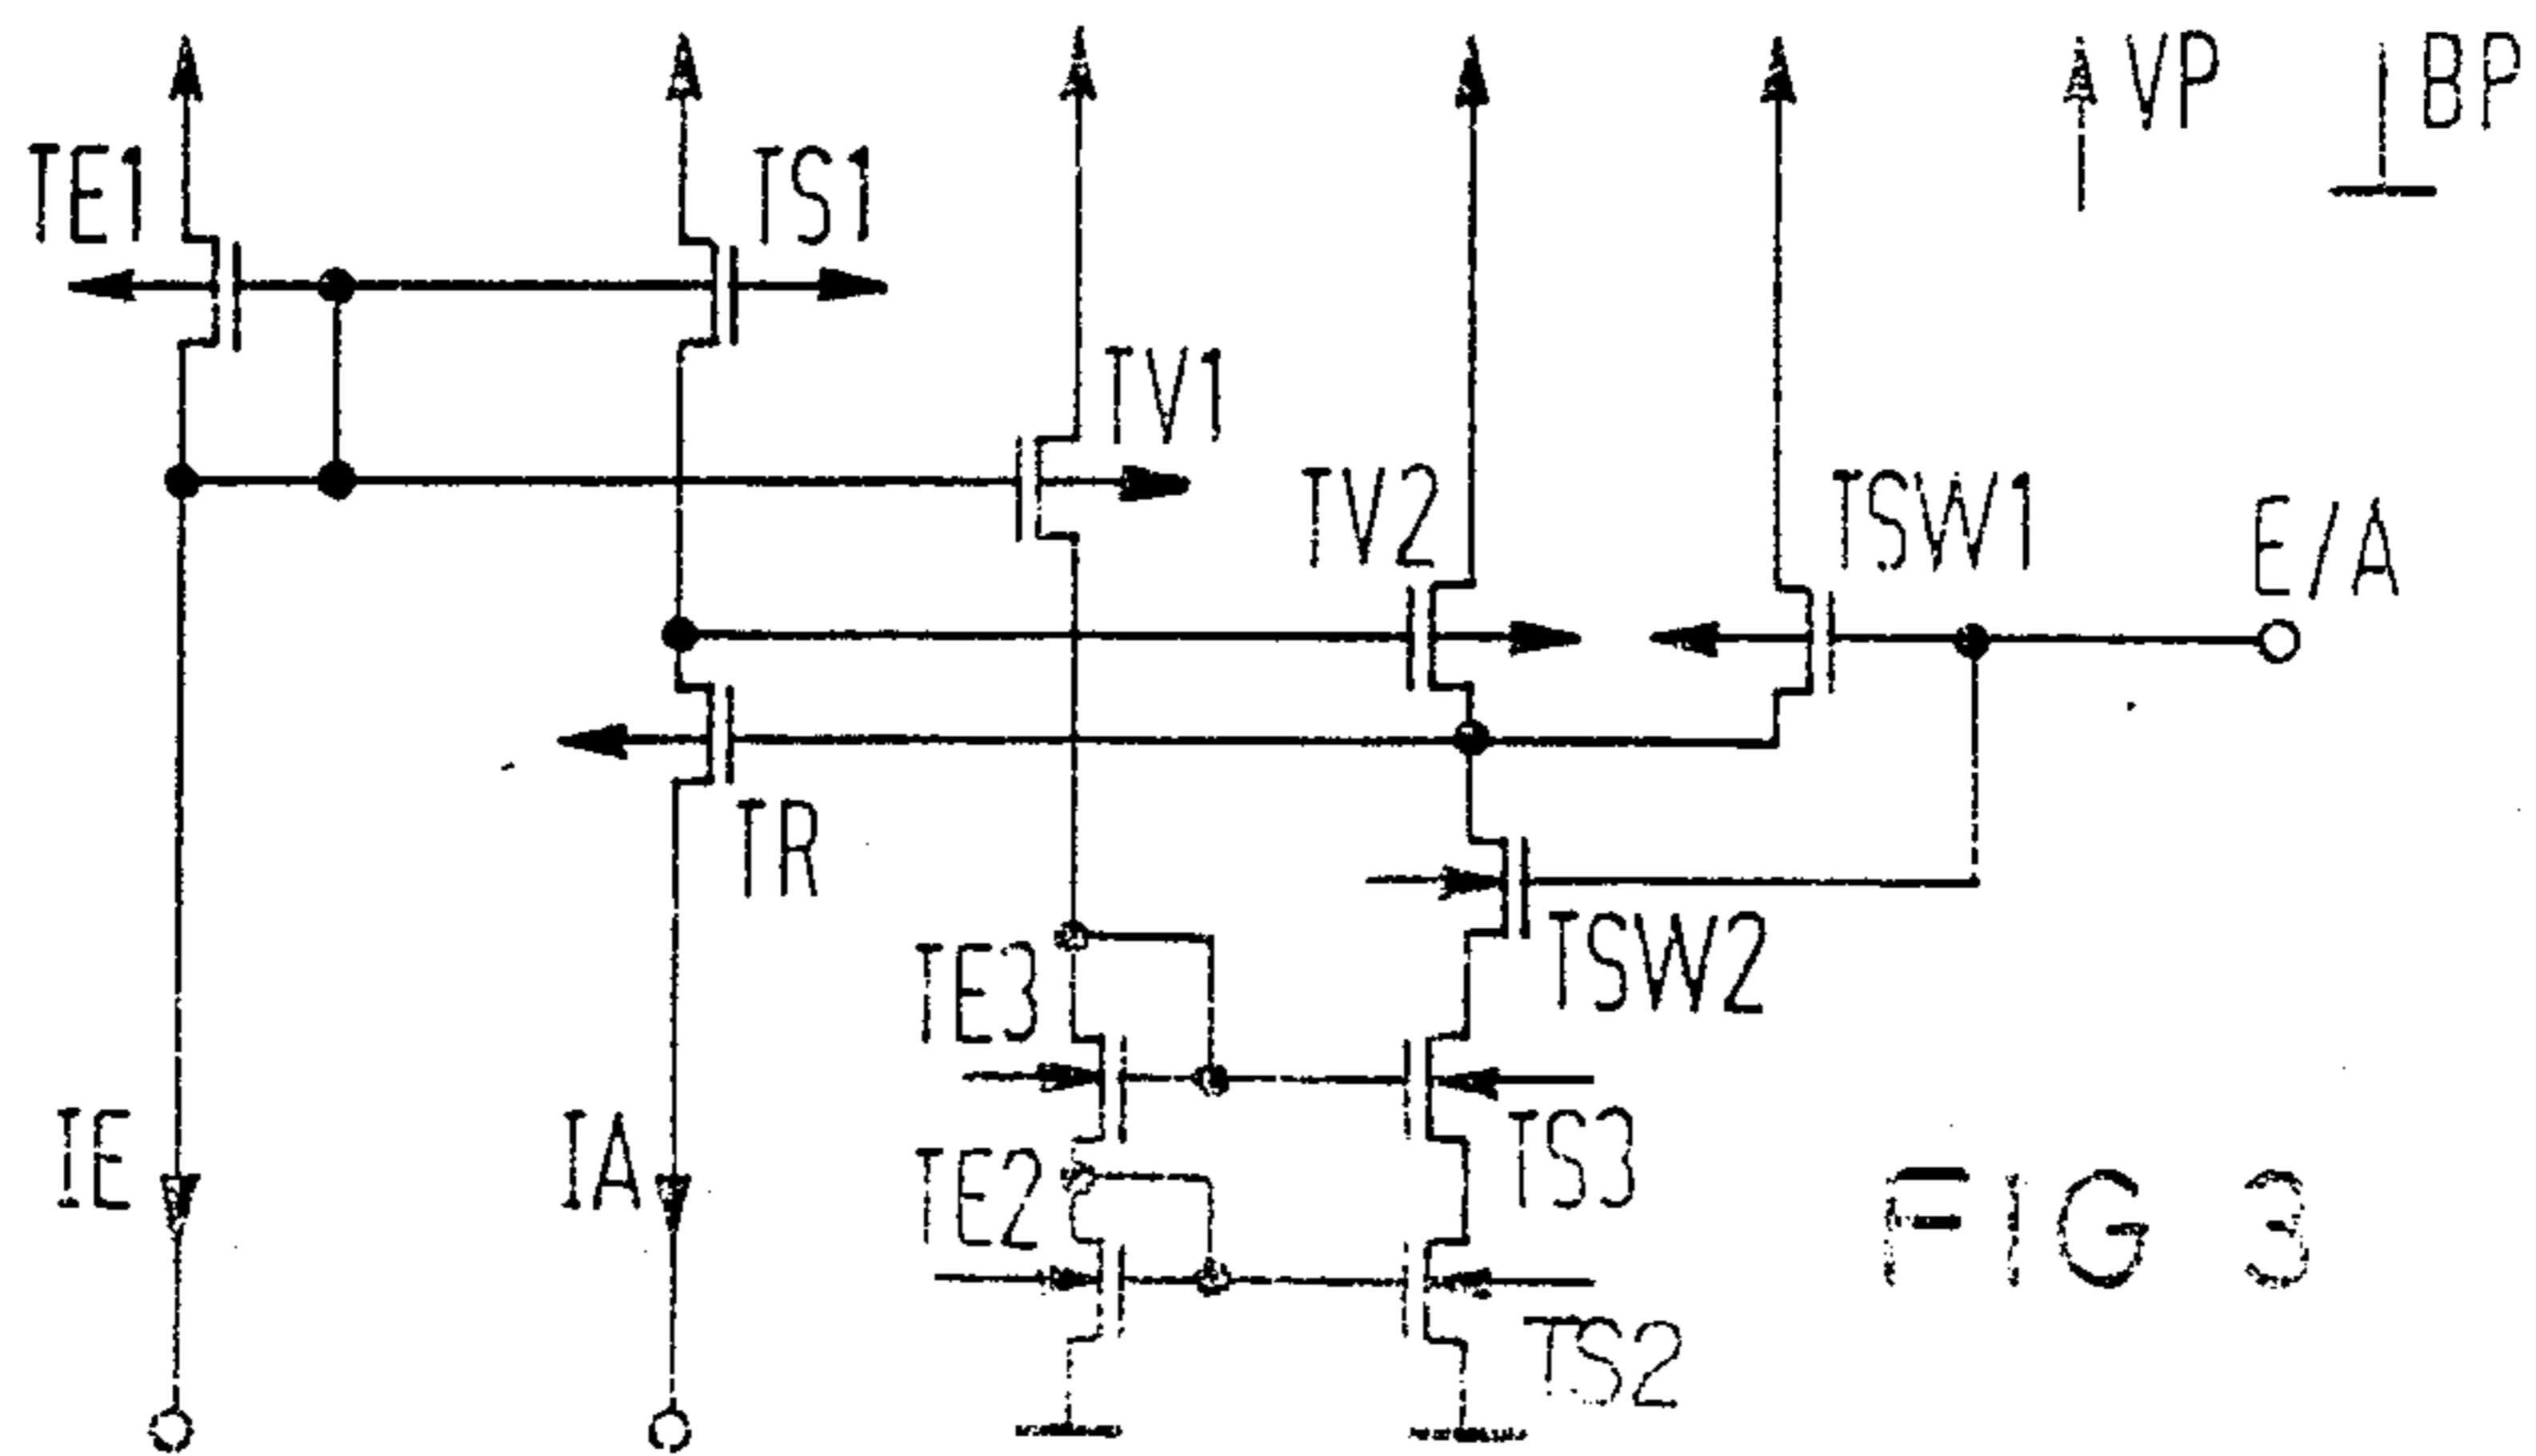 VP
BP
TE1
TS1
TV1
TV2
TSW1
E/A
TR
TSW2
TE3
IE
IA
TS3
TE2
FIG 3
TS2